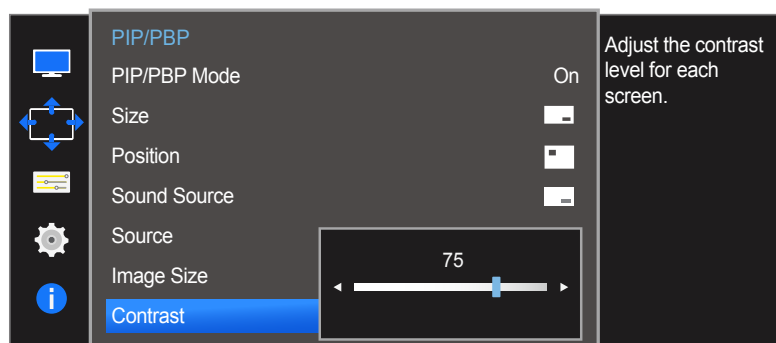 PIP/PBP
PIP/PBP Mode On
Size
Position
Sound Source
Source
Image Size
Contrast
75
Adjust the contrast
level for each
screen.